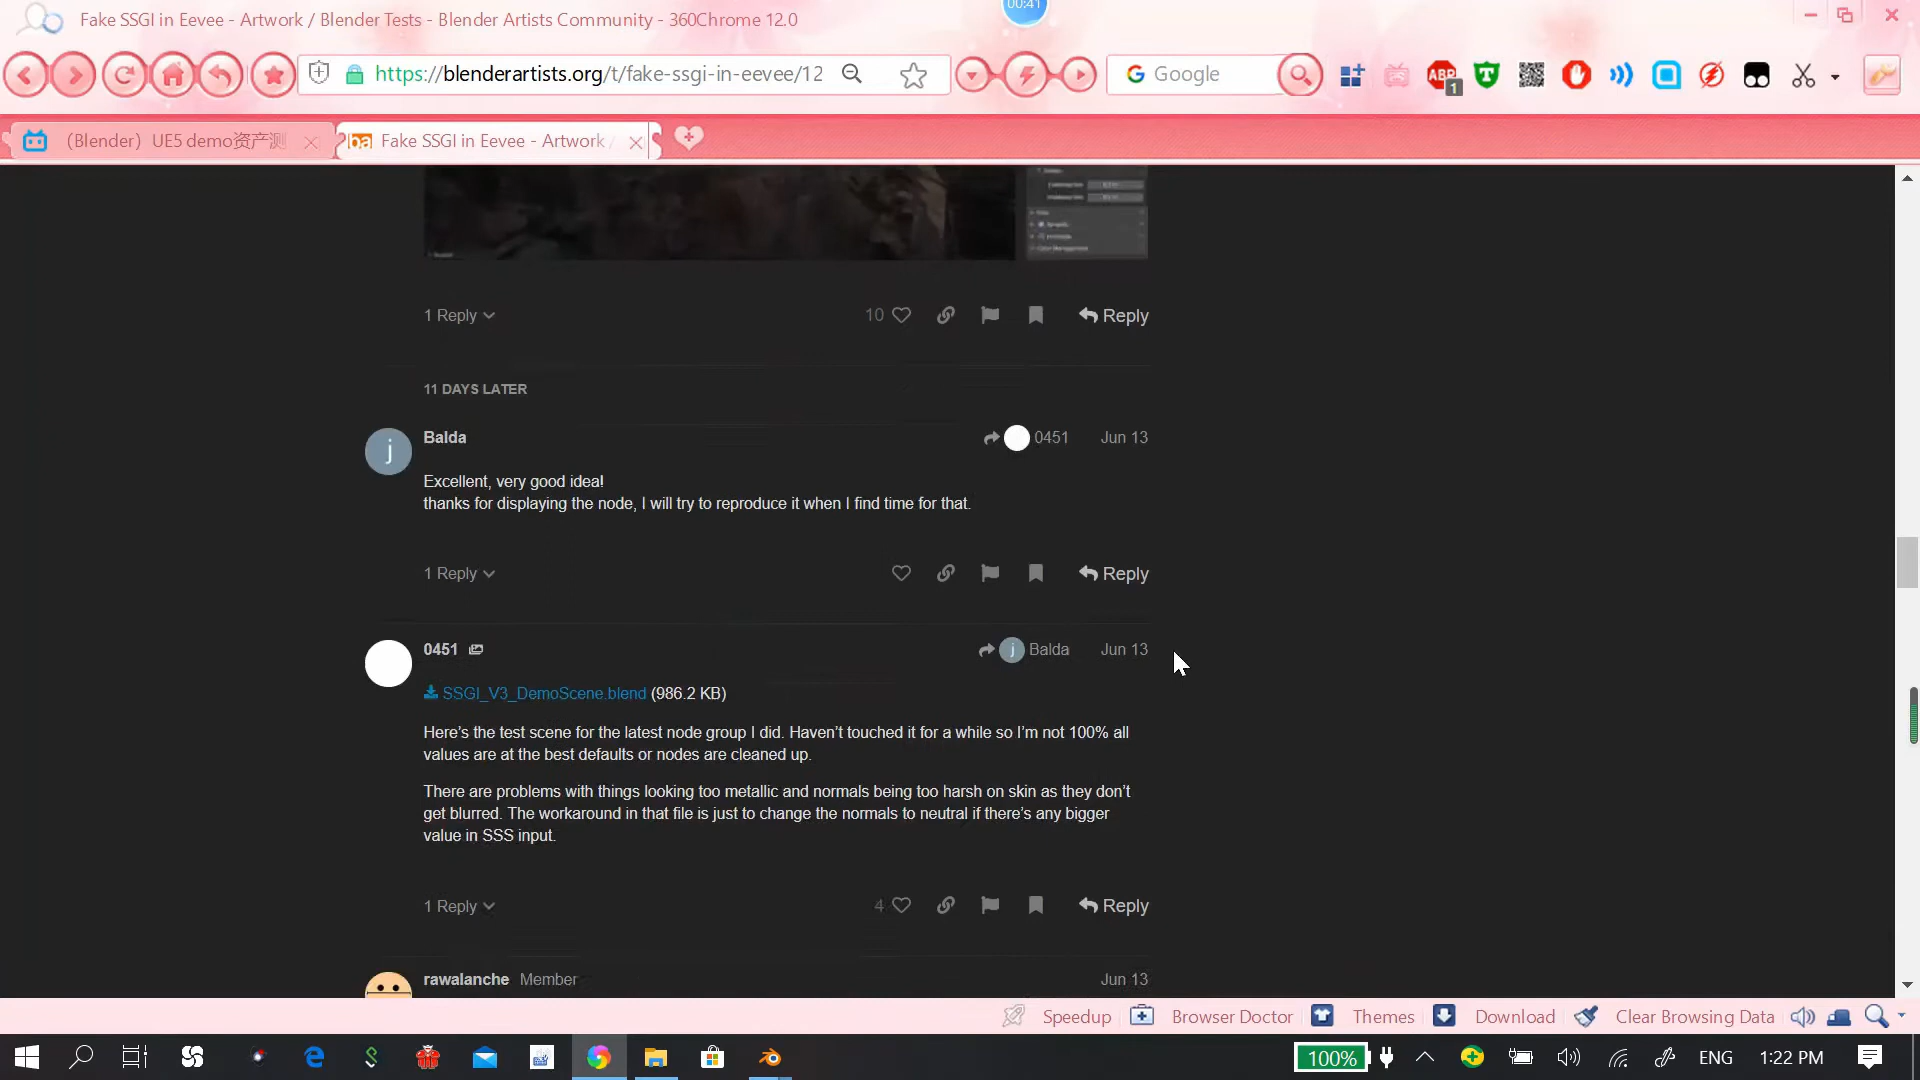 Fake SSGI in Eevee - Artwork / Blender Tests - Blender Artists Community - 360Chrome 12.0
00:41
https://blenderartists.org/t/fake-ssgi-in-eevee/12
Google
ABP
1
(Blender) UE5 demo资产测
ba Fake SSGI in Eevee - Artwork /
1 Reply
10
Reply
11 DAYS LATER
j
Balda
0451
Jun 13
Excellent, very good idea!
thanks for displaying the node, I will try to reproduce it when I find time for that.
1 Reply
Reply
0451
j Balda
Jun 13
SSGI_V3_DemoScene.blend (986.2 KB)
Here's the test scene for the latest node group I did. Haven't touched it for a while so I'm not 100% all
values are at the best defaults or nodes are cleaned up.
There are problems with things looking too metallic and normals being too harsh on skin as they don't
get blurred. The workaround in that file is just to change the normals to neutral if there's any bigger
value in SSS input.
1 Reply
4
Reply
rawalanche Member
Jun 13
Speedup
Browser Doctor
Themes
Download
Clear Browsing Data
100%
ENG
1:22 PM